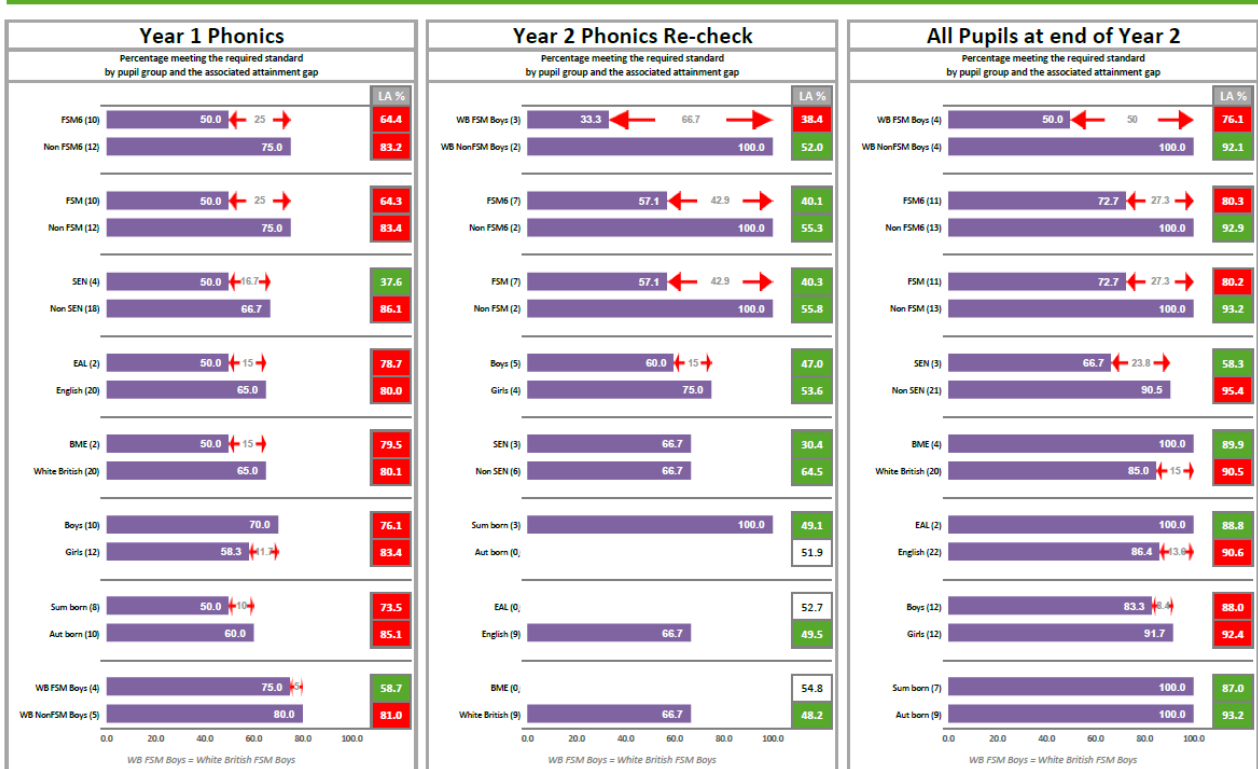 Year 1 Phonics
Percentage meeting the required standard
by pupil group and the associated attainment gap
LA %
FSM6 (10) 50.0 25 64.4
Non FSM6 (12) 75.0 83.2
FSM (10) 50.0 25 64.3
Non FSM (12) 75.0 83.4
SEN (4) 50.0 16.7 37.6
Non SEN (18) 66.7 86.1
EAL (2) 50.0 15 78.7
English (20) 65.0 80.0
BME (2) 50.0 15 79.5
White British (20) 65.0 80.1
Boys (10) 70.0 76.1
Girls (12) 58.3 11.7 83.4
Sum born (8) 50.0 10 73.5
Aut born (10) 60.0 85.1
WB FSM Boys (4) 75.0 5 58.7
WB NonFSM Boys (5) 80.0 81.0
0.0 20.0 40.0 60.0 80.0 100.0
WB FSM Boys = White British FSM Boys
Year 2 Phonics Re-check
Percentage meeting the required standard
by pupil group and the associated attainment gap
LA %
WB FSM Boys (3) 33.3 66.7 38.4
WB NonFSM Boys (2) 100.0 52.0
FSM6 (7) 57.1 42.9 40.1
Non FSM6 (2) 100.0 55.3
FSM (7) 57.1 42.9 40.3
Non FSM (2) 100.0 55.8
Boys (5) 60.0 15 47.0
Girls (4) 75.0 53.6
SEN (3) 66.7 30.4
Non SEN (6) 66.7 64.5
Sum born (3) 100.0 49.1
Aut born (0) 51.9
EAL (0) 52.7
English (9) 66.7 49.5
BME (0) 54.8
White British (9) 66.7 48.2
0.0 20.0 40.0 60.0 80.0 100.0
WB FSM Boys = White British FSM Boys
All Pupils at end of Year 2
Percentage meeting the required standard
by pupil group and the associated attainment gap
LA %
WB FSM Boys (4) 50.0 50 76.1
WB NonFSM Boys (4) 100.0 92.1
FSM6 (11) 72.7 27.3 80.3
Non FSM6 (13) 100.0 92.9
FSM (11) 72.7 27.3 80.2
Non FSM (13) 100.0 93.2
SEN (3) 66.7 23.8 58.3
Non SEN (21) 90.5 95.4
BME (4) 100.0 89.9
White British (20) 85.0 15 90.5
EAL (2) 100.0 88.8
English (22) 86.4 13.6 90.6
Boys (12) 83.3 8.4 88.0
Girls (12) 91.7 92.4
Sum born (7) 100.0 87.0
Aut born (9) 100.0 93.2
0.0 20.0 40.0 60.0 80.0 100.0
WB FSM Boys = White British FSM Boys